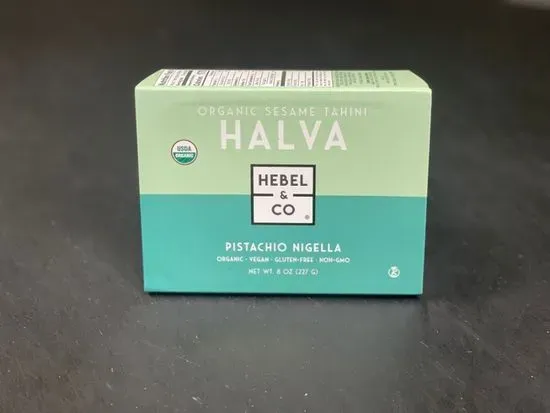 ORGANIC SESAME TAHINI
HALVA
USDA
ORGANIC
HEBEL
&
CO
®
PISTACHIO NIGELLA
ORGANIC • VEGAN • GLUTEN-FREE • NON-GMO
NET WT. 8 OZ (227 G)